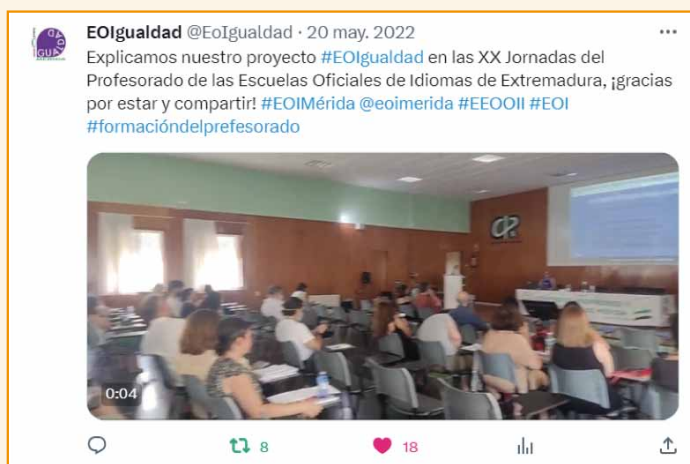 EOIgualdad @EoIgualdad · 20 may. 2022
Explicamos nuestro proyecto #EOIgualdad en las XX Jornadas del
Profesorado de las Escuelas Oficiales de Idiomas de Extremadura, ¡gracias
por estar y compartir! #EOIMérida @eoimerida #EEOOII #EOI
#formacióndelprefesorado
0:04
8
18